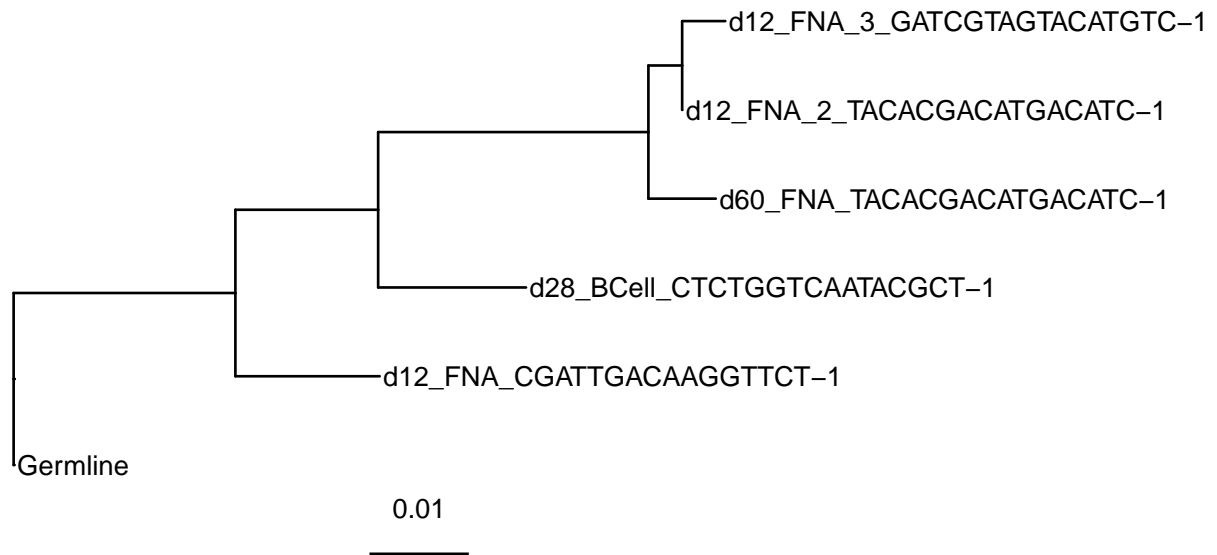 d12_FNA_3_GATCGTAGTACATGTC−1
d12_FNA_2_TACACGACATGACATC−1
d60_FNA_TACACGACATGACATC−1
d28_BCell_CTCTGGTCAATACGCT−1
d12_FNA_CGATTGACAAGGTTCT−1
Germline
0.01